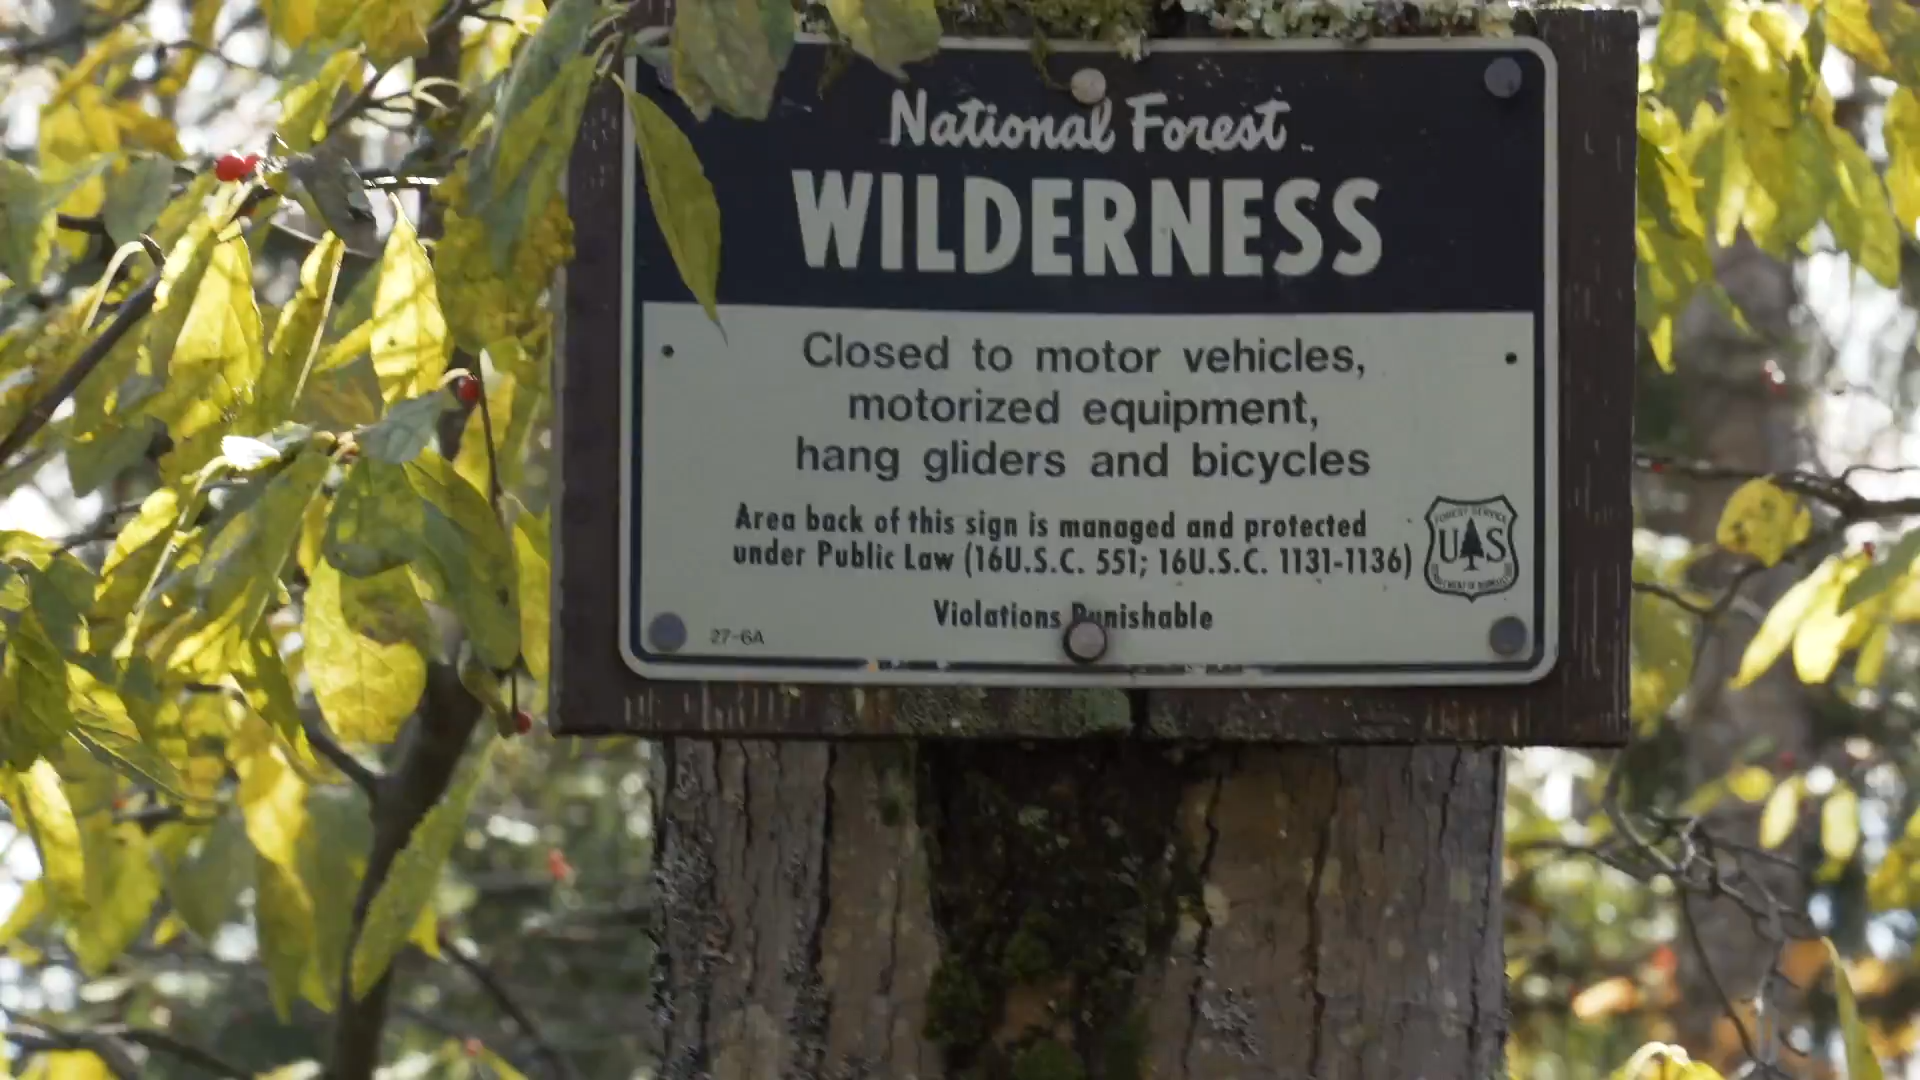 National Forest
WILDERNESS
Closed to motor vehicles,
motorized equipment,
hang gliders and bicycles
Area back of this sign is managed and protected
under Public Law (16U.S.C. 551; 16U.S.C. 1131-1136)
FOREST SERVICE
US
Violations Punishable
27-6A